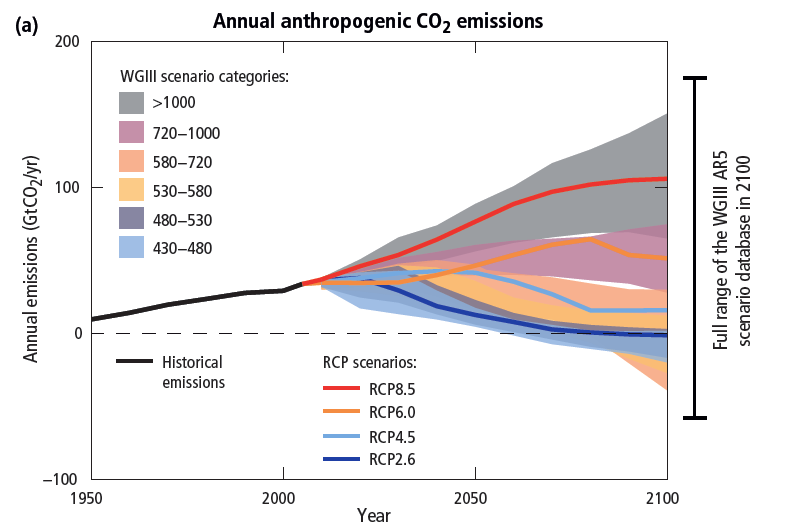 (a)
Annual anthropogenic CO₂ emissions
200
100
0
−100
Annual emissions (GtCO₂/yr)
WGIII scenario categories:
>1000
720−1000
580−720
530−580
480−530
430−480
Historical
emissions
RCP scenarios:
RCP8.5
RCP6.0
RCP4.5
RCP2.6
1950
2000
2050
2100
Year
Full range of the WGIII AR5
scenario database in 2100